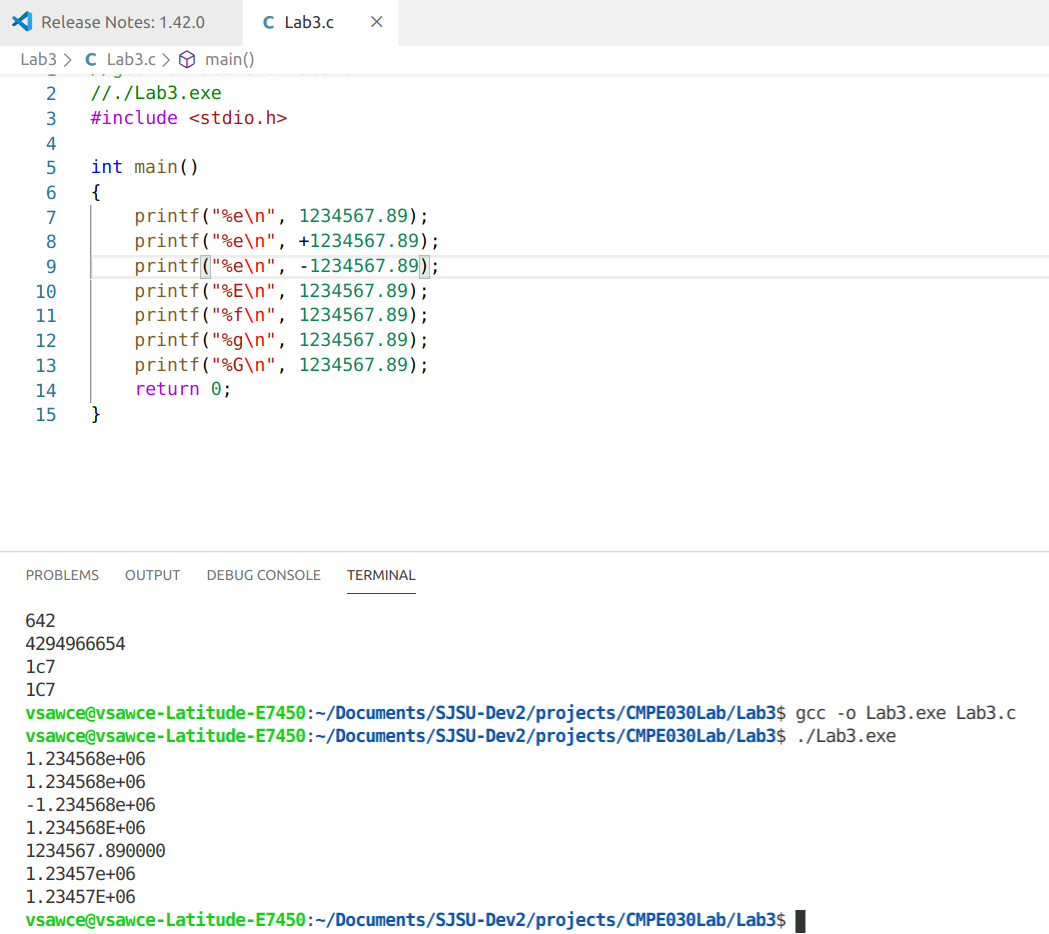 Release Notes: 1.42.0
C Lab3.c ×
Lab3 > C Lab3.c > main()
2 //./Lab3.exe
3 #include <stdio.h>
4
5 int main()
6 {
7 printf("%e\n", 1234567.89);
8 printf("%e\n", +1234567.89);
9 printf("%e\n", -1234567.89);
10 printf("%E\n", 1234567.89);
11 printf("%f\n", 1234567.89);
12 printf("%g\n", 1234567.89);
13 printf("%G\n", 1234567.89);
14 return 0;
15 }
PROBLEMS OUTPUT DEBUG CONSOLE TERMINAL
642
4294966654
1c7
1C7
vsawce@vsawce-Latitude-E7450:~/Documents/SJSU-Dev2/projects/CMPE030Lab/Lab3$ gcc -o Lab3.exe Lab3.c
vsawce@vsawce-Latitude-E7450:~/Documents/SJSU-Dev2/projects/CMPE030Lab/Lab3$ ./Lab3.exe
1.234568e+06
1.234568e+06
-1.234568e+06
1.234568E+06
1234567.890000
1.23457e+06
1.23457E+06
vsawce@vsawce-Latitude-E7450:~/Documents/SJSU-Dev2/projects/CMPE030Lab/Lab3$